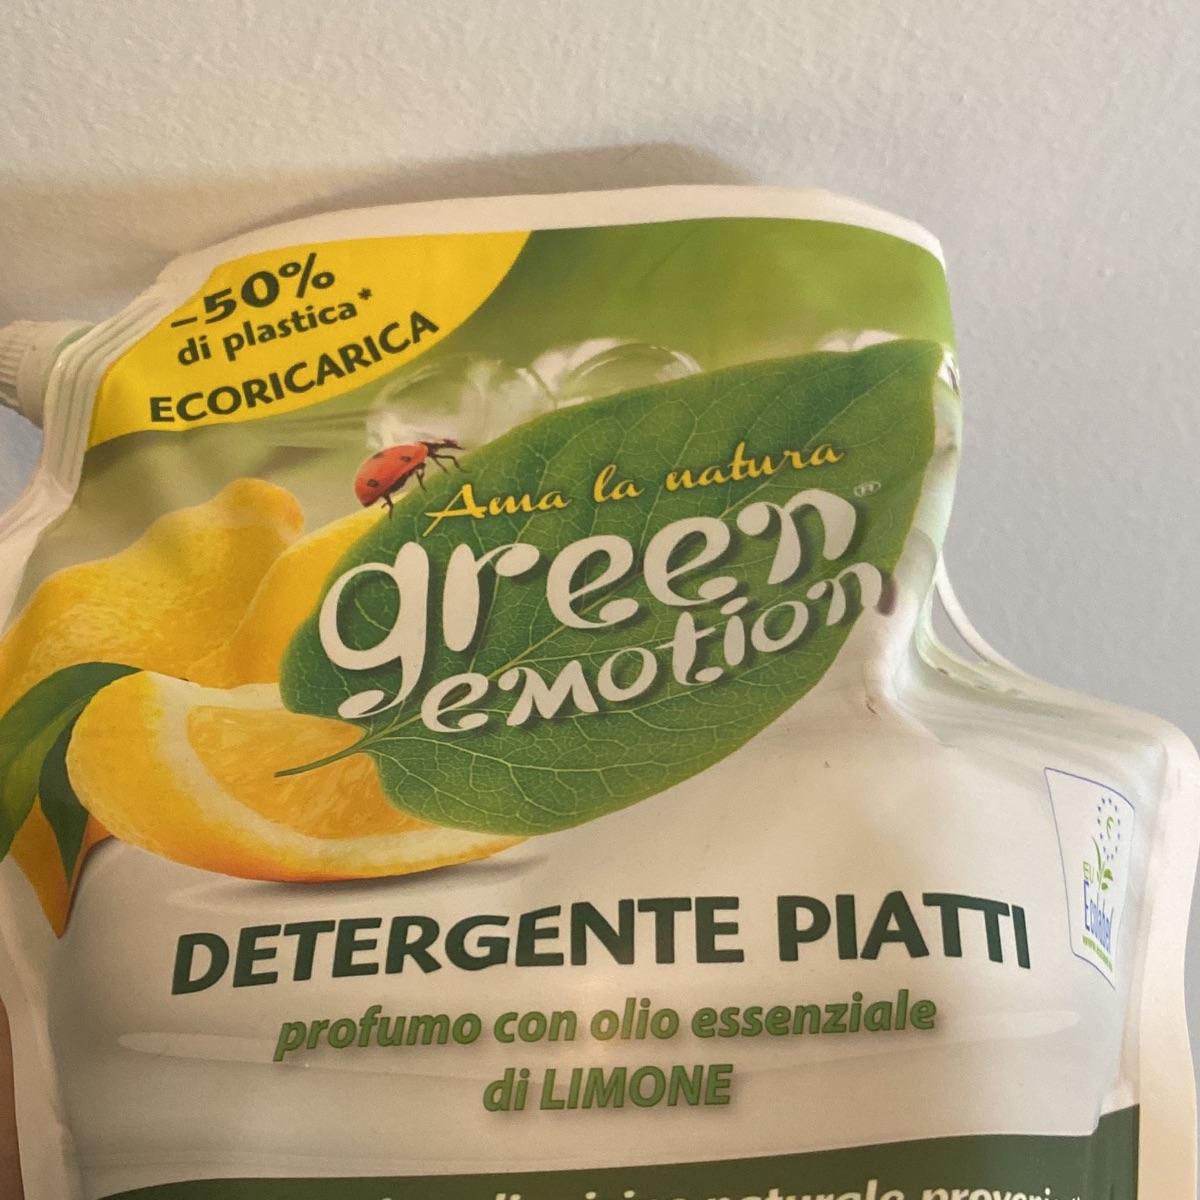 -50%
di plastica*
ECORICARICA
Ama la natura
green®
emotion
DETERGENTE PIATTI
profumo con olio essenziale
di LIMONE
EU
Ecolabel
naturale